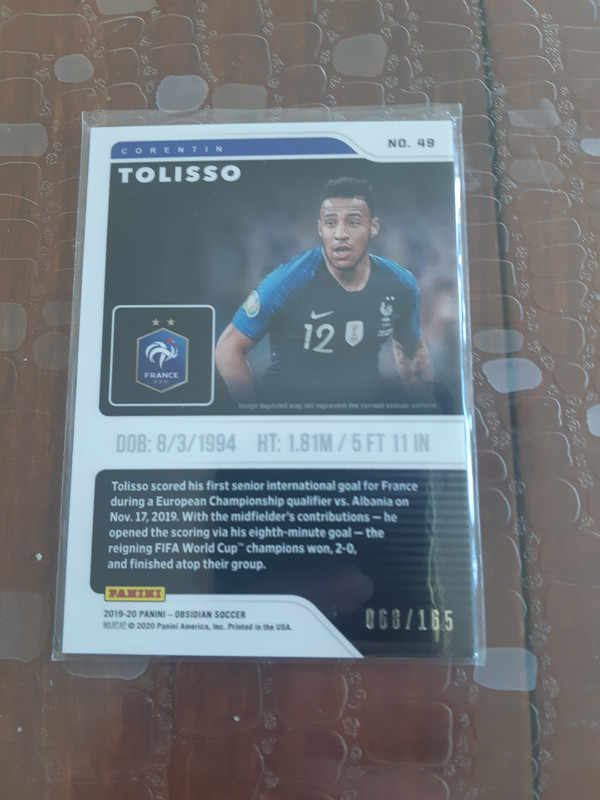 CORENTIN
NO. 49
TOLISSO
12
FRANCE
FFF
Image depicted may not represent the current season uniform.
DOB: 8/3/1994 HT: 1.81M / 5 FT 11 IN
Tolisso scored his first senior international goal for France
during a European Championship qualifier vs. Albania on
Nov. 17, 2019. With the midfielder's contributions — he
opened the scoring via his eighth-minute goal — the
reigning FIFA World Cup™ champions won, 2-0,
and finished atop their group.
PANINI
2019-20 PANINI – OBSIDIAN SOCCER
帕尼尼 © 2020 Panini America, Inc. Printed in the USA.
/165